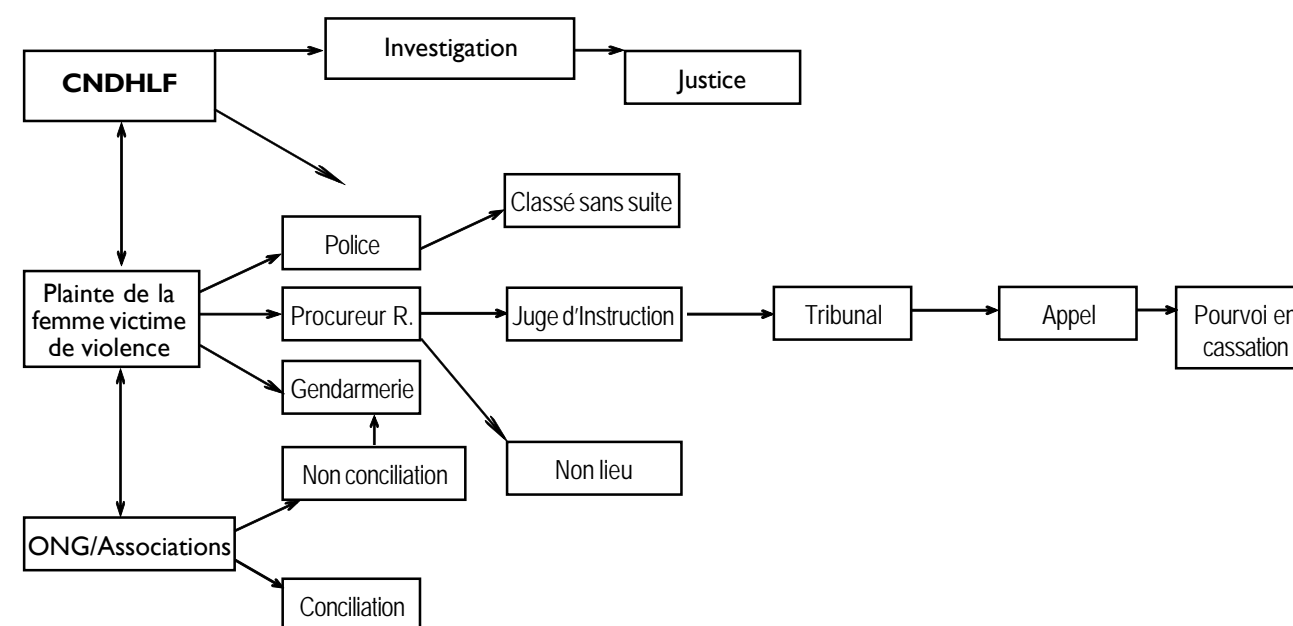 CNDHLF
Investigation
Justice
Classé sans suite
Police
Plainte de la
femme victime
de violence
Procureur R.
Juge d'Instruction
Tribunal
Appel
Pourvoi en
cassation
Gendarmerie
Non conciliation
Non lieu
ONG/Associations
Conciliation